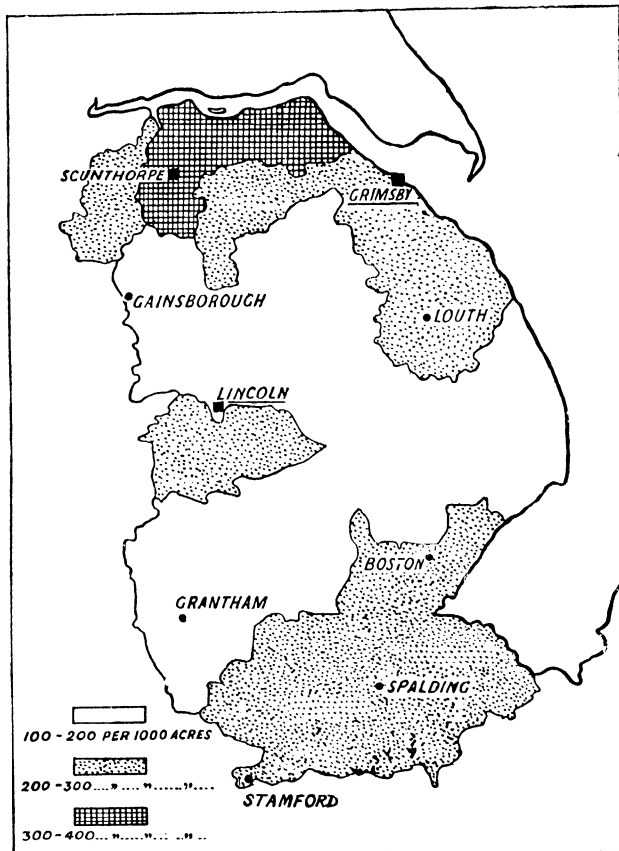 SCUNTHORPE
GRIMSBY
GAINSBOROUGH
LOUTH
LINCOLN
BOSTON
GRANTHAM
SPALDING
100-200 PER 1000 ACRES
200-300....„....„.......„....
STAMFORD
300-400....„......„..: „ ..